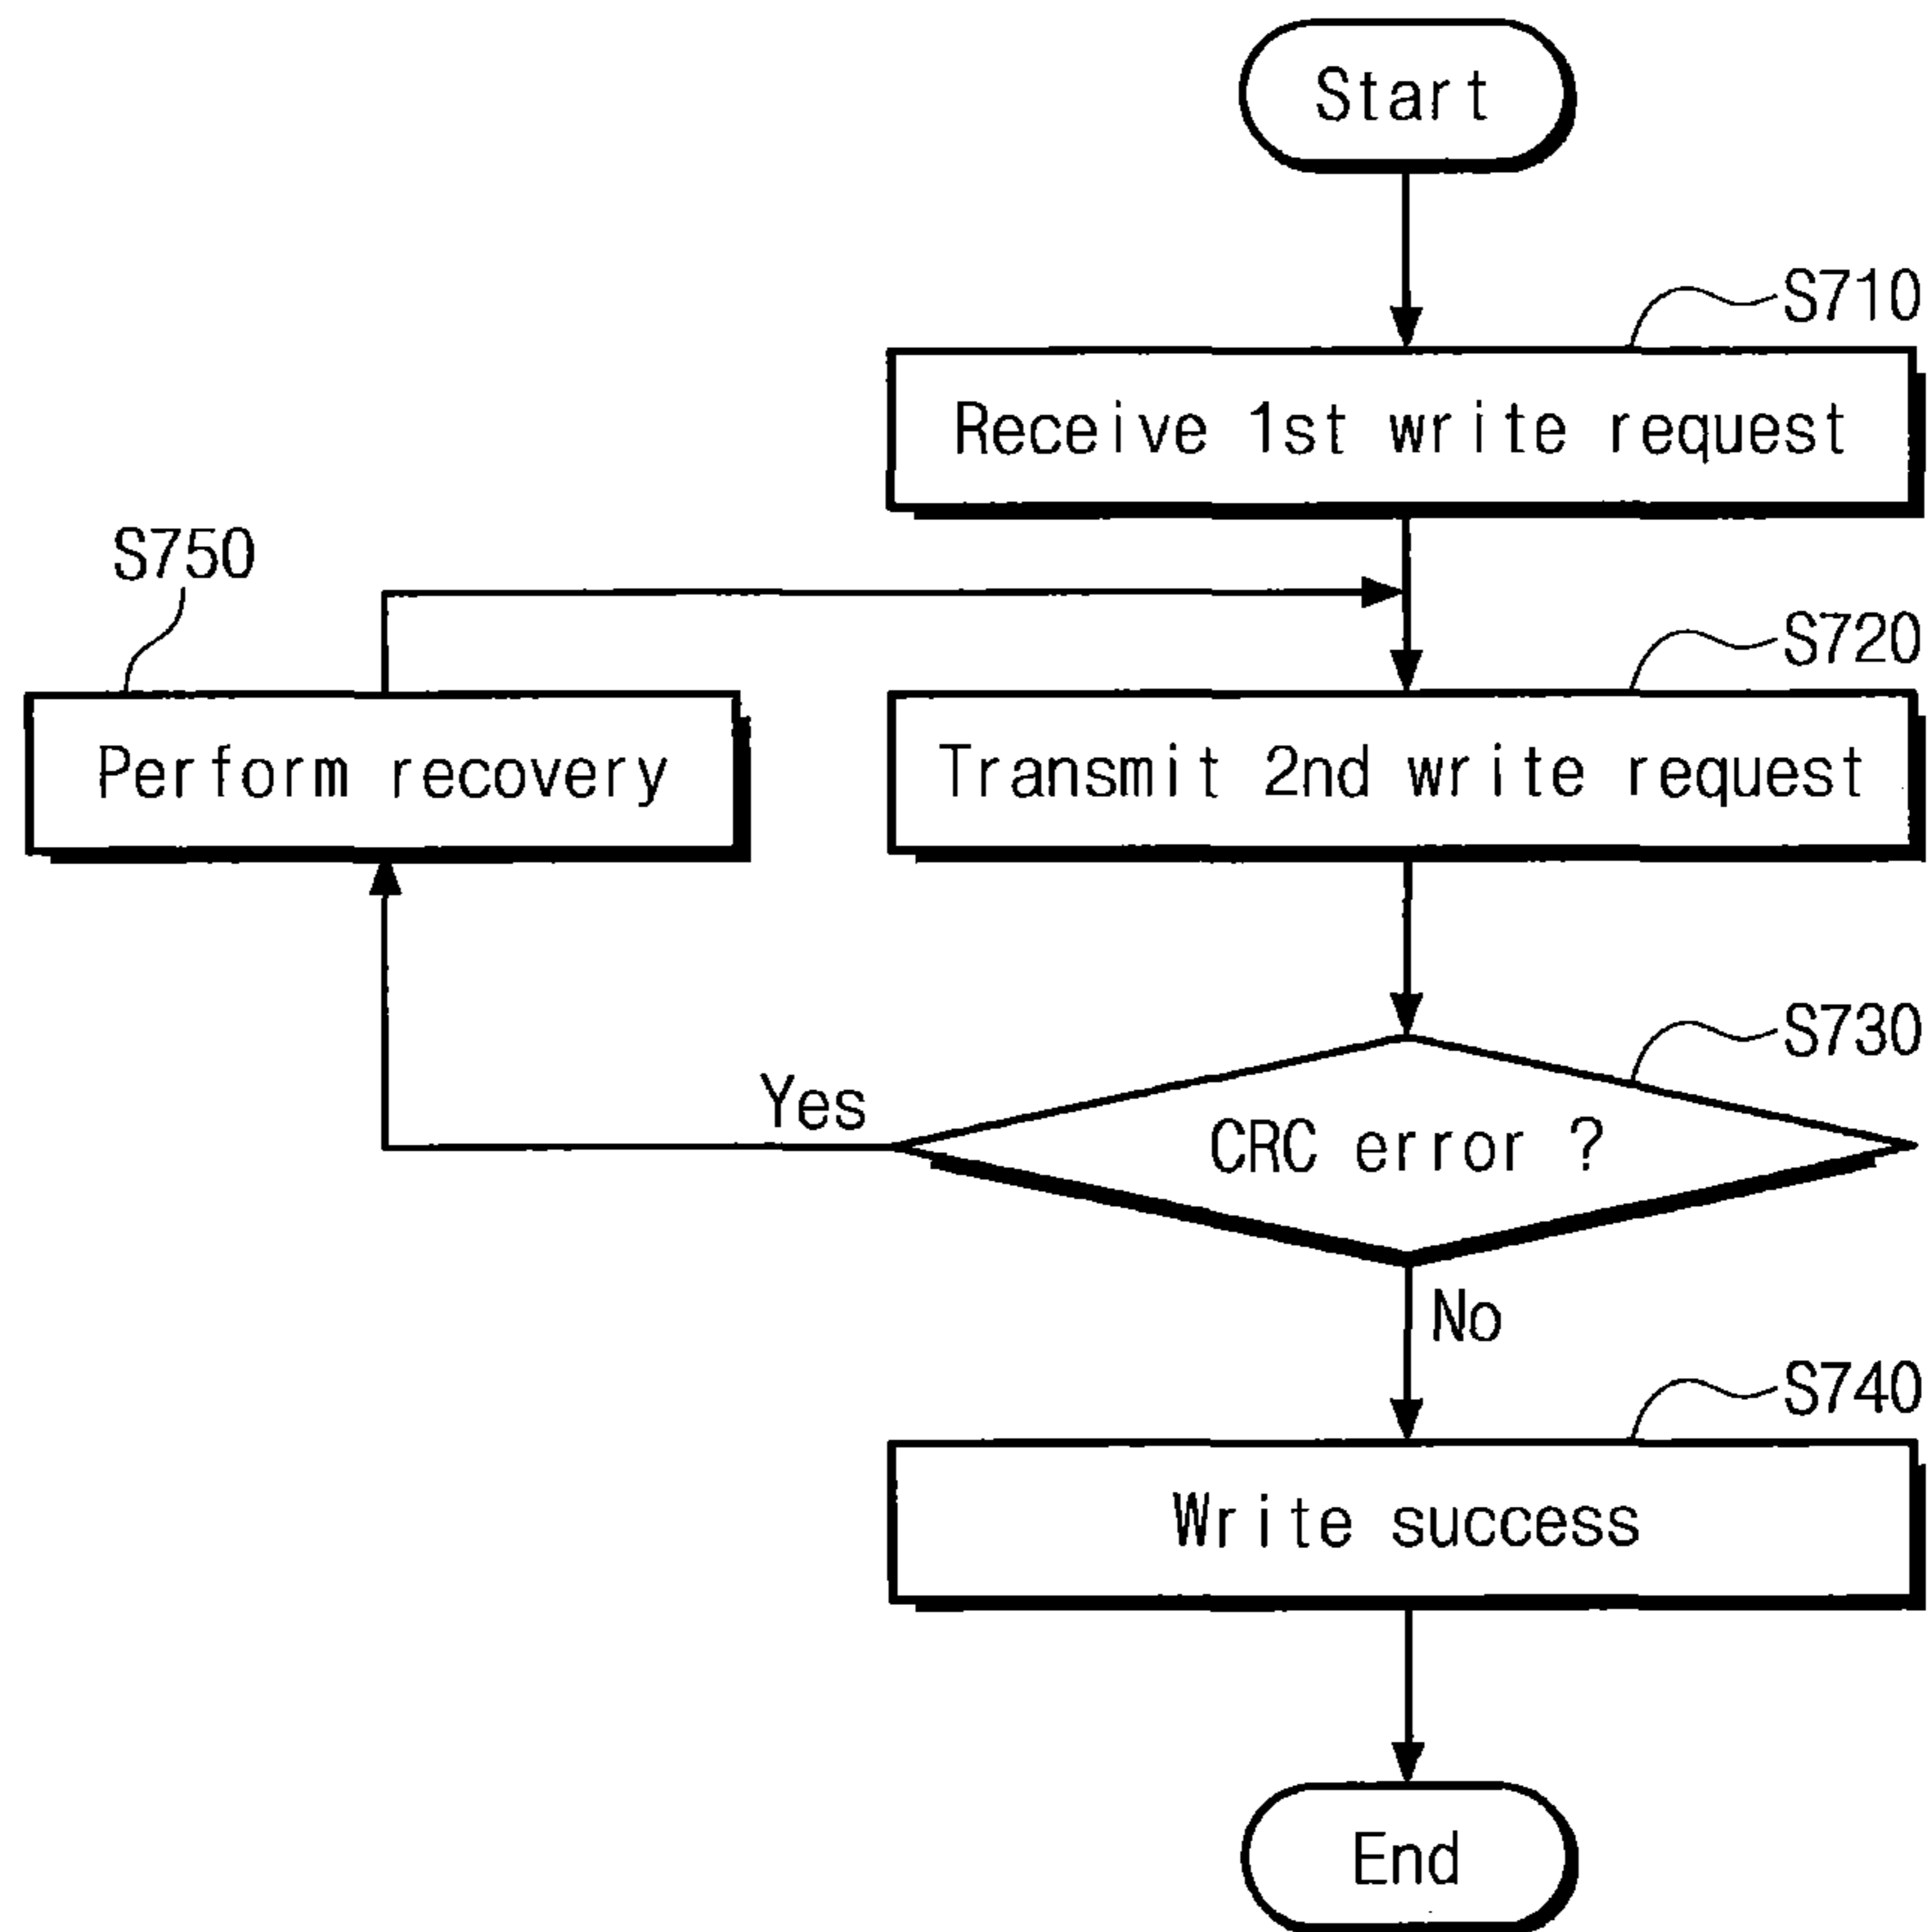 Start
S710
Receive 1st write request
S750
S720
Perform recovery
Transmit 2nd write request
S730
Yes
CRC error ?
No
S740
Write success
End